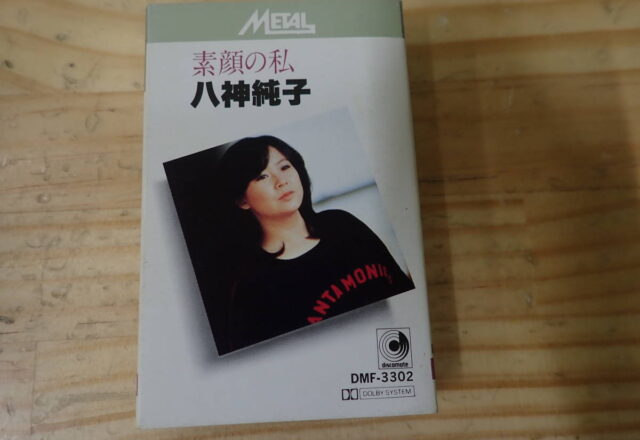 METAL
素顔の私
八神純子
ANTAMONIC
discomate
DMF-3302
DOLBY SYSTEM